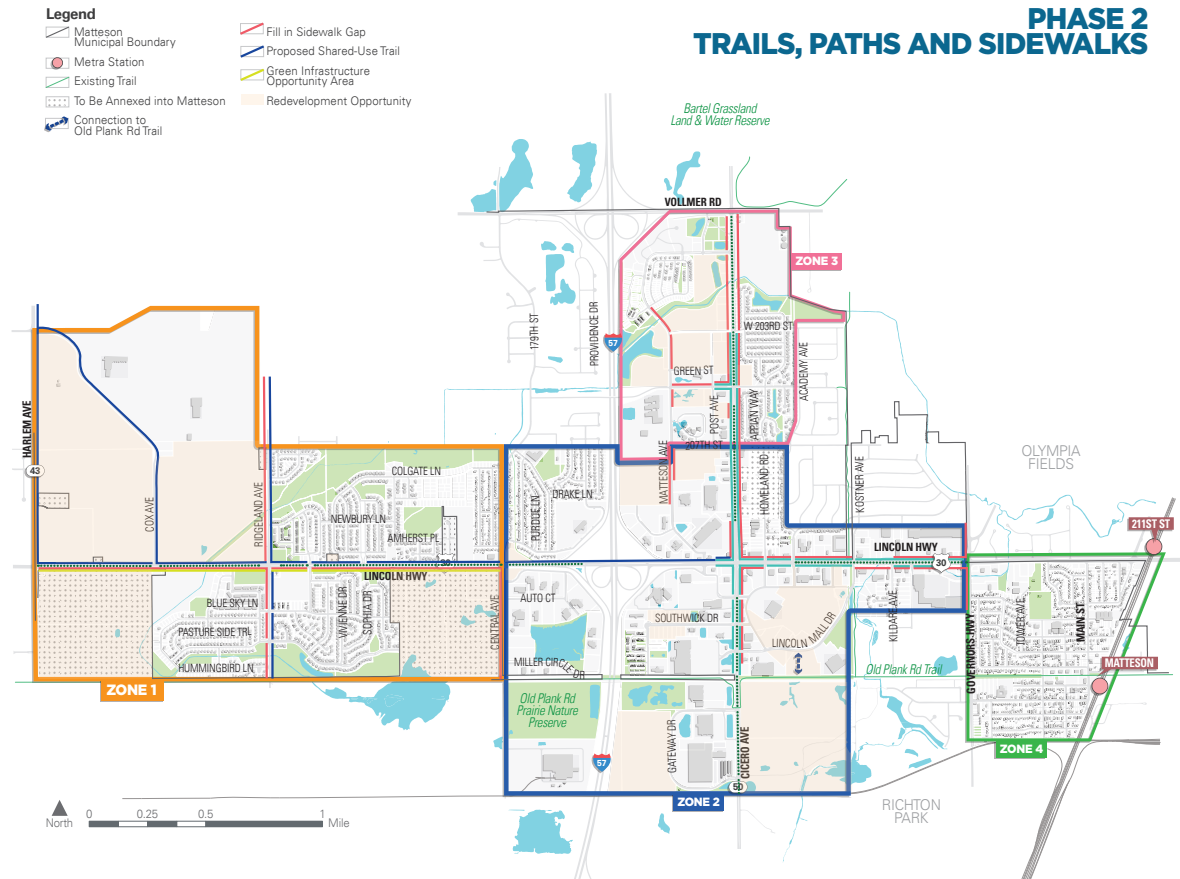 PHASE 2
TRAILS, PATHS AND SIDEWALKS
Legend
Matteson
Municipal Boundary
Metra Station
Existing Trail
To Be Annexed into Matteson
Connection to
Old Plank Rd Trail
Fill in Sidewalk Gap
Proposed Shared-Use Trail
Green Infrastructure
Opportunity Area
Redevelopment Opportunity
Bartel Grassland
Land & Water Reserve
VOLLMER RD
ZONE 3
179TH ST
PROVIDENCE DR
57
W 203RD ST
GREEN ST
POST AVE
APPIAN WAY
ACADEMY AVE
207TH ST
MATTESON AVE
HOMELAND RD
KOSTNER AVE
OLYMPIA
FIELDS
HARLEM AVE
43
COX AVE
RIDGELAND AVE
COLGATE LN
NEWBURY LN
AMHERST PL
PURDUE LN
DRAKE LN
211ST ST
LINCOLN HWY
30
LINCOLN HWY
30
BLUE SKY LN
PASTURE SIDE TRL
HUMMINGBIRD LN
VIVIENNE DR
SOPHIA DR
CENTRAL AVE
AUTO CT
SOUTHWICK DR
MILLER CIRCLE DR
LINCOLN MALL DR
KILDARE AVE
GOVERNORS HWY
TOWER AVE
MAIN ST
MATTESON
Old Plank Rd Trail
ZONE 1
Old Plank Rd
Prairie Nature
Preserve
GATEWAY DR
CICERO AVE
57
50
ZONE 2
ZONE 4
RICHTON
PARK
North
0
0.25
0.5
1
Mile